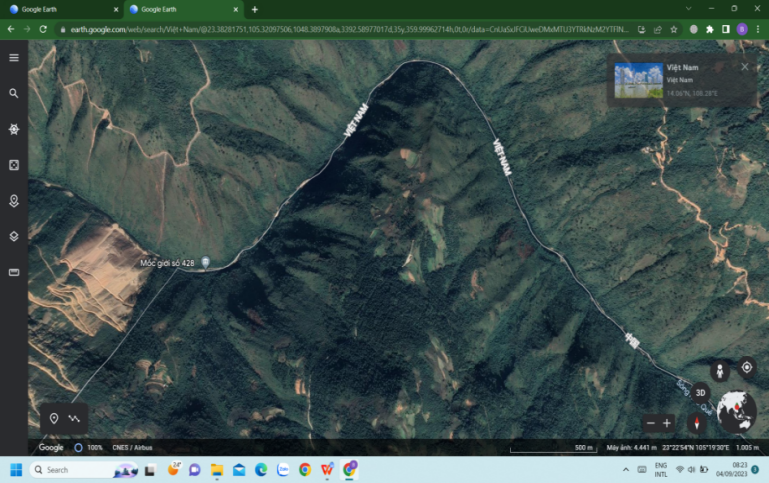 Google Earth
Google Earth
earth.google.com/web/search/Việt+Nam/@23.38281751,105.32097506,1048.3897908a,3392.58977017d,35y,359.99962714h,0t,0r/data=
Việt Nam
Việt Nam
14.06°N, 108.28°E
VIỆT NAM
VIỆT NAM
Mốc giới số 428
中国
3D
Google
100%
CNES / Airbus
500 m
Máy ảnh: 4.441 m
23°22'54"N 105°19'30"E
1.005 m
24°
Search
ENG
INTL
08:23
04/09/2023